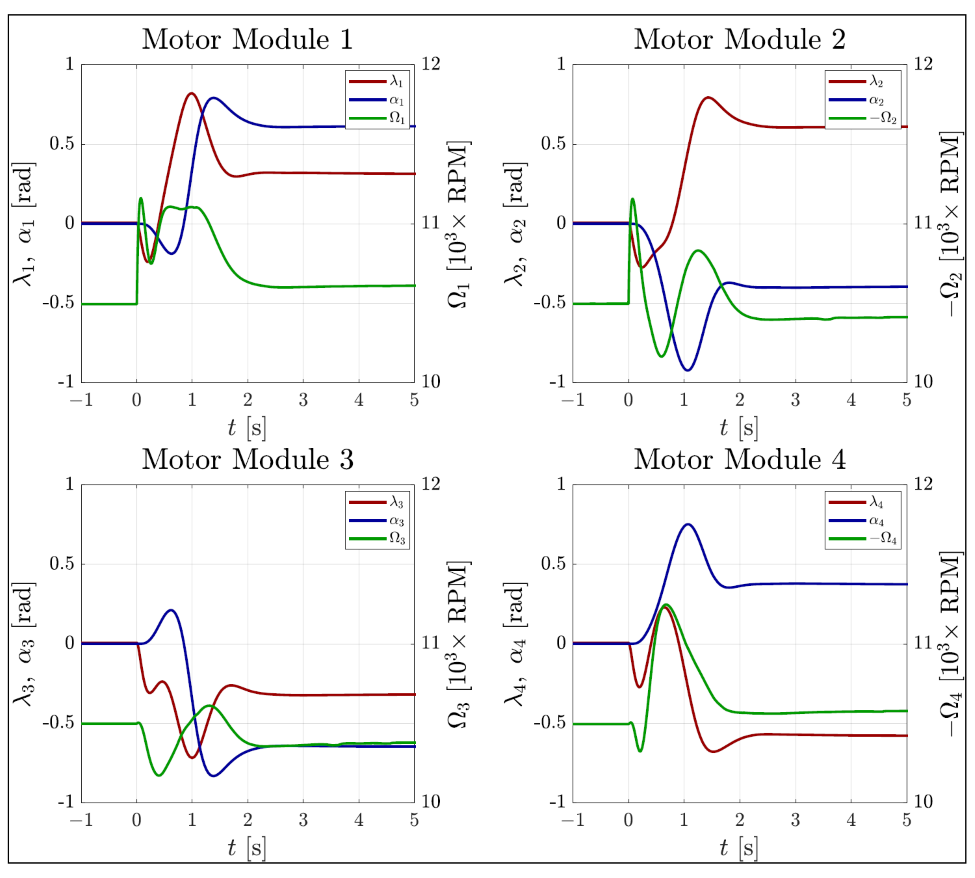 Motor Module 1
1
0.5
0
-0.5
-1
12
11
10
−1 0 1 2 3 4 5
t [s]
λ₁, α₁ [rad]
Ω₁ [10³× RPM]
λ₁
α₁
Ω₁
Motor Module 2
1
0.5
0
-0.5
-1
12
11
10
−1 0 1 2 3 4 5
t [s]
λ₂, α₂ [rad]
−Ω₂ [10³× RPM]
λ₂
α₂
−Ω₂
Motor Module 3
1
0.5
0
-0.5
-1
12
11
10
−1 0 1 2 3 4 5
t [s]
λ₃, α₃ [rad]
Ω₃ [10³× RPM]
λ₃
α₃
Ω₃
Motor Module 4
1
0.5
0
-0.5
-1
12
11
10
−1 0 1 2 3 4 5
t [s]
λ₄, α₄ [rad]
−Ω₄ [10³× RPM]
λ₄
α₄
−Ω₄